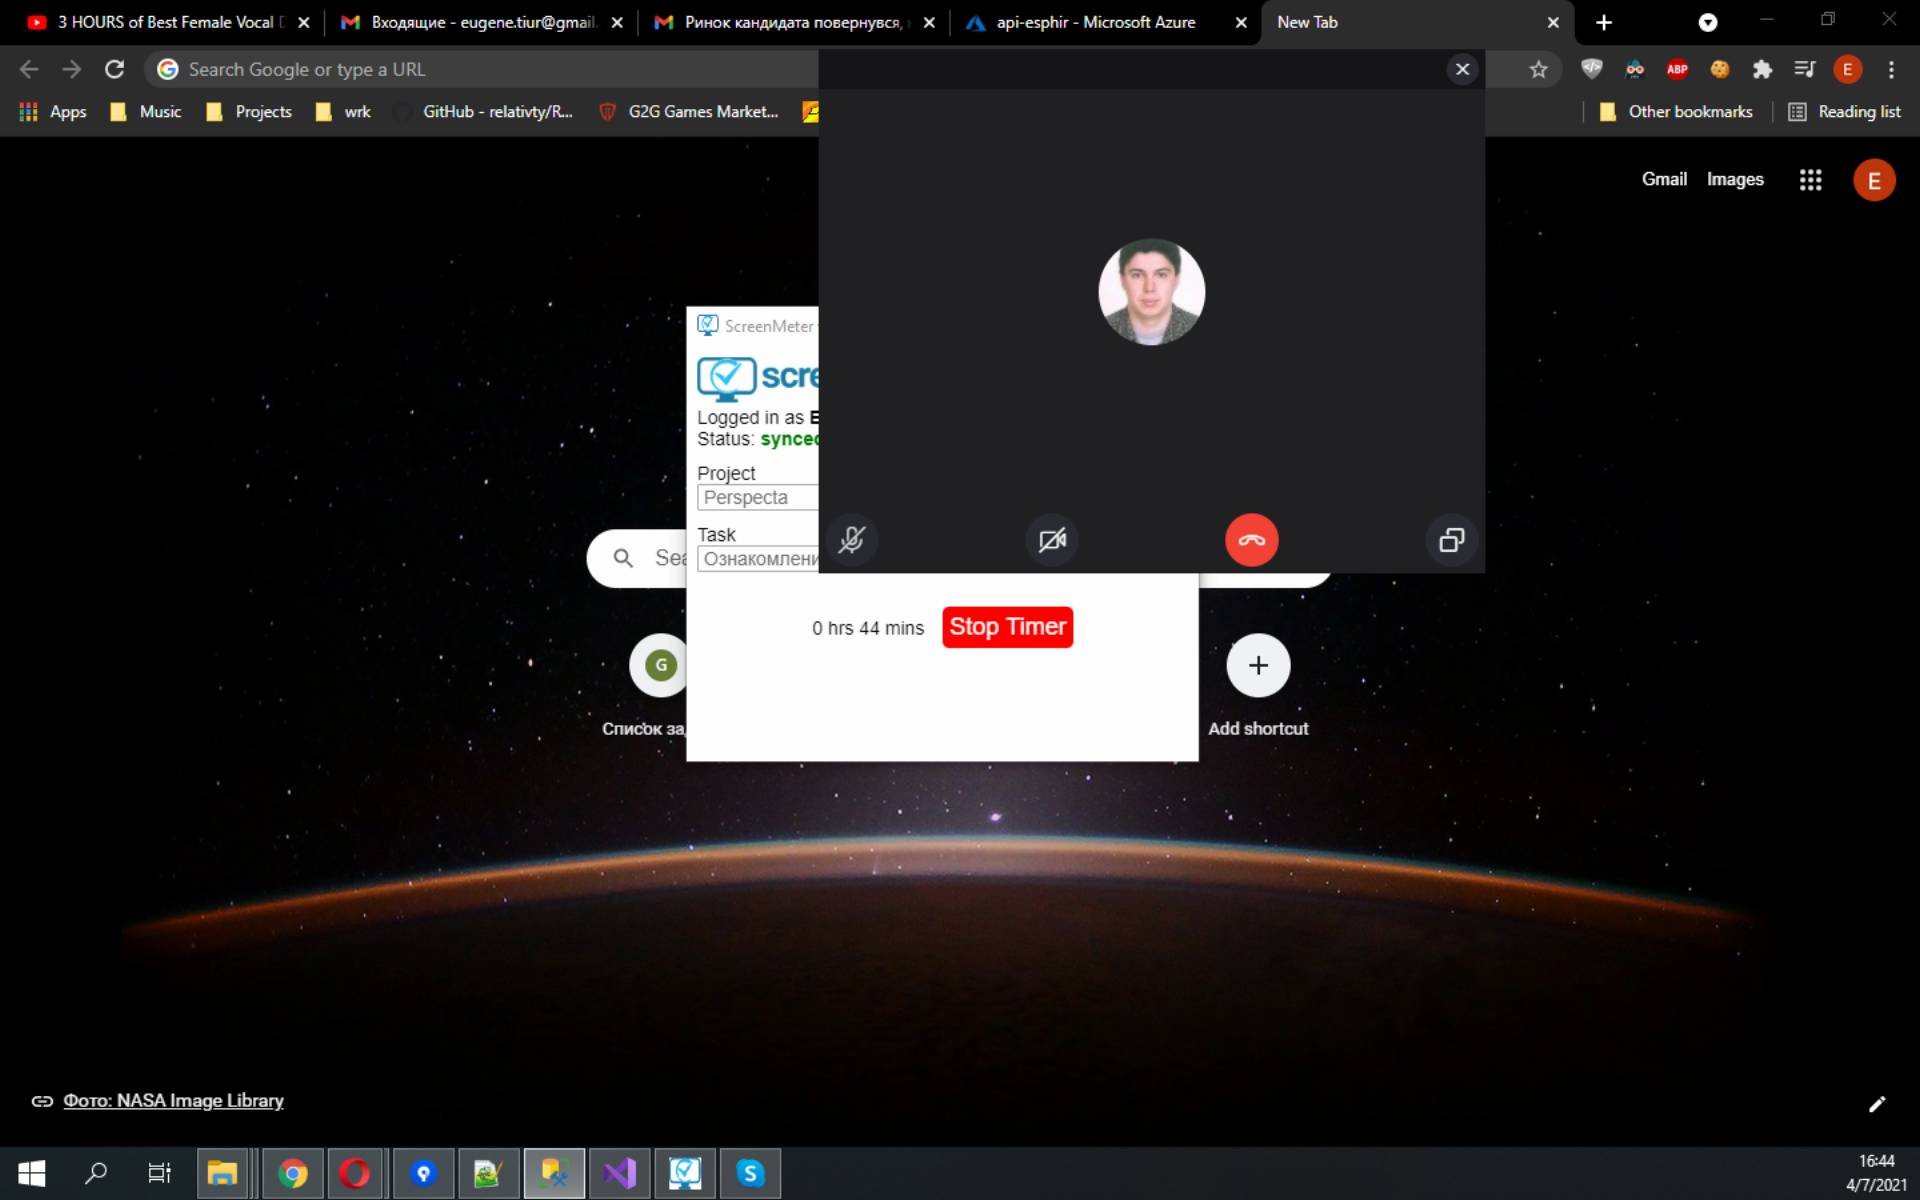 3 HOURS of Best Female Vocal
Входящие - eugene.tiur@gmail.
Ринок кандидата повернувся,
api-esphir - Microsoft Azure
New Tab
Search Google or type a URL
ABP
E
Apps
Music
Projects
wrk
GitHub - relativty/R...
G2G Games Market...
Other bookmarks
Reading list
Gmail
Images
E
ScreenMeter
scre
Logged in as E
Status: synced
Project
Perspecta
Task
Ознакомлени
Sea
0 hrs 44 mins
Stop Timer
G
Список за
Add shortcut
Фото: NASA Image Library
16:44
4/7/2021